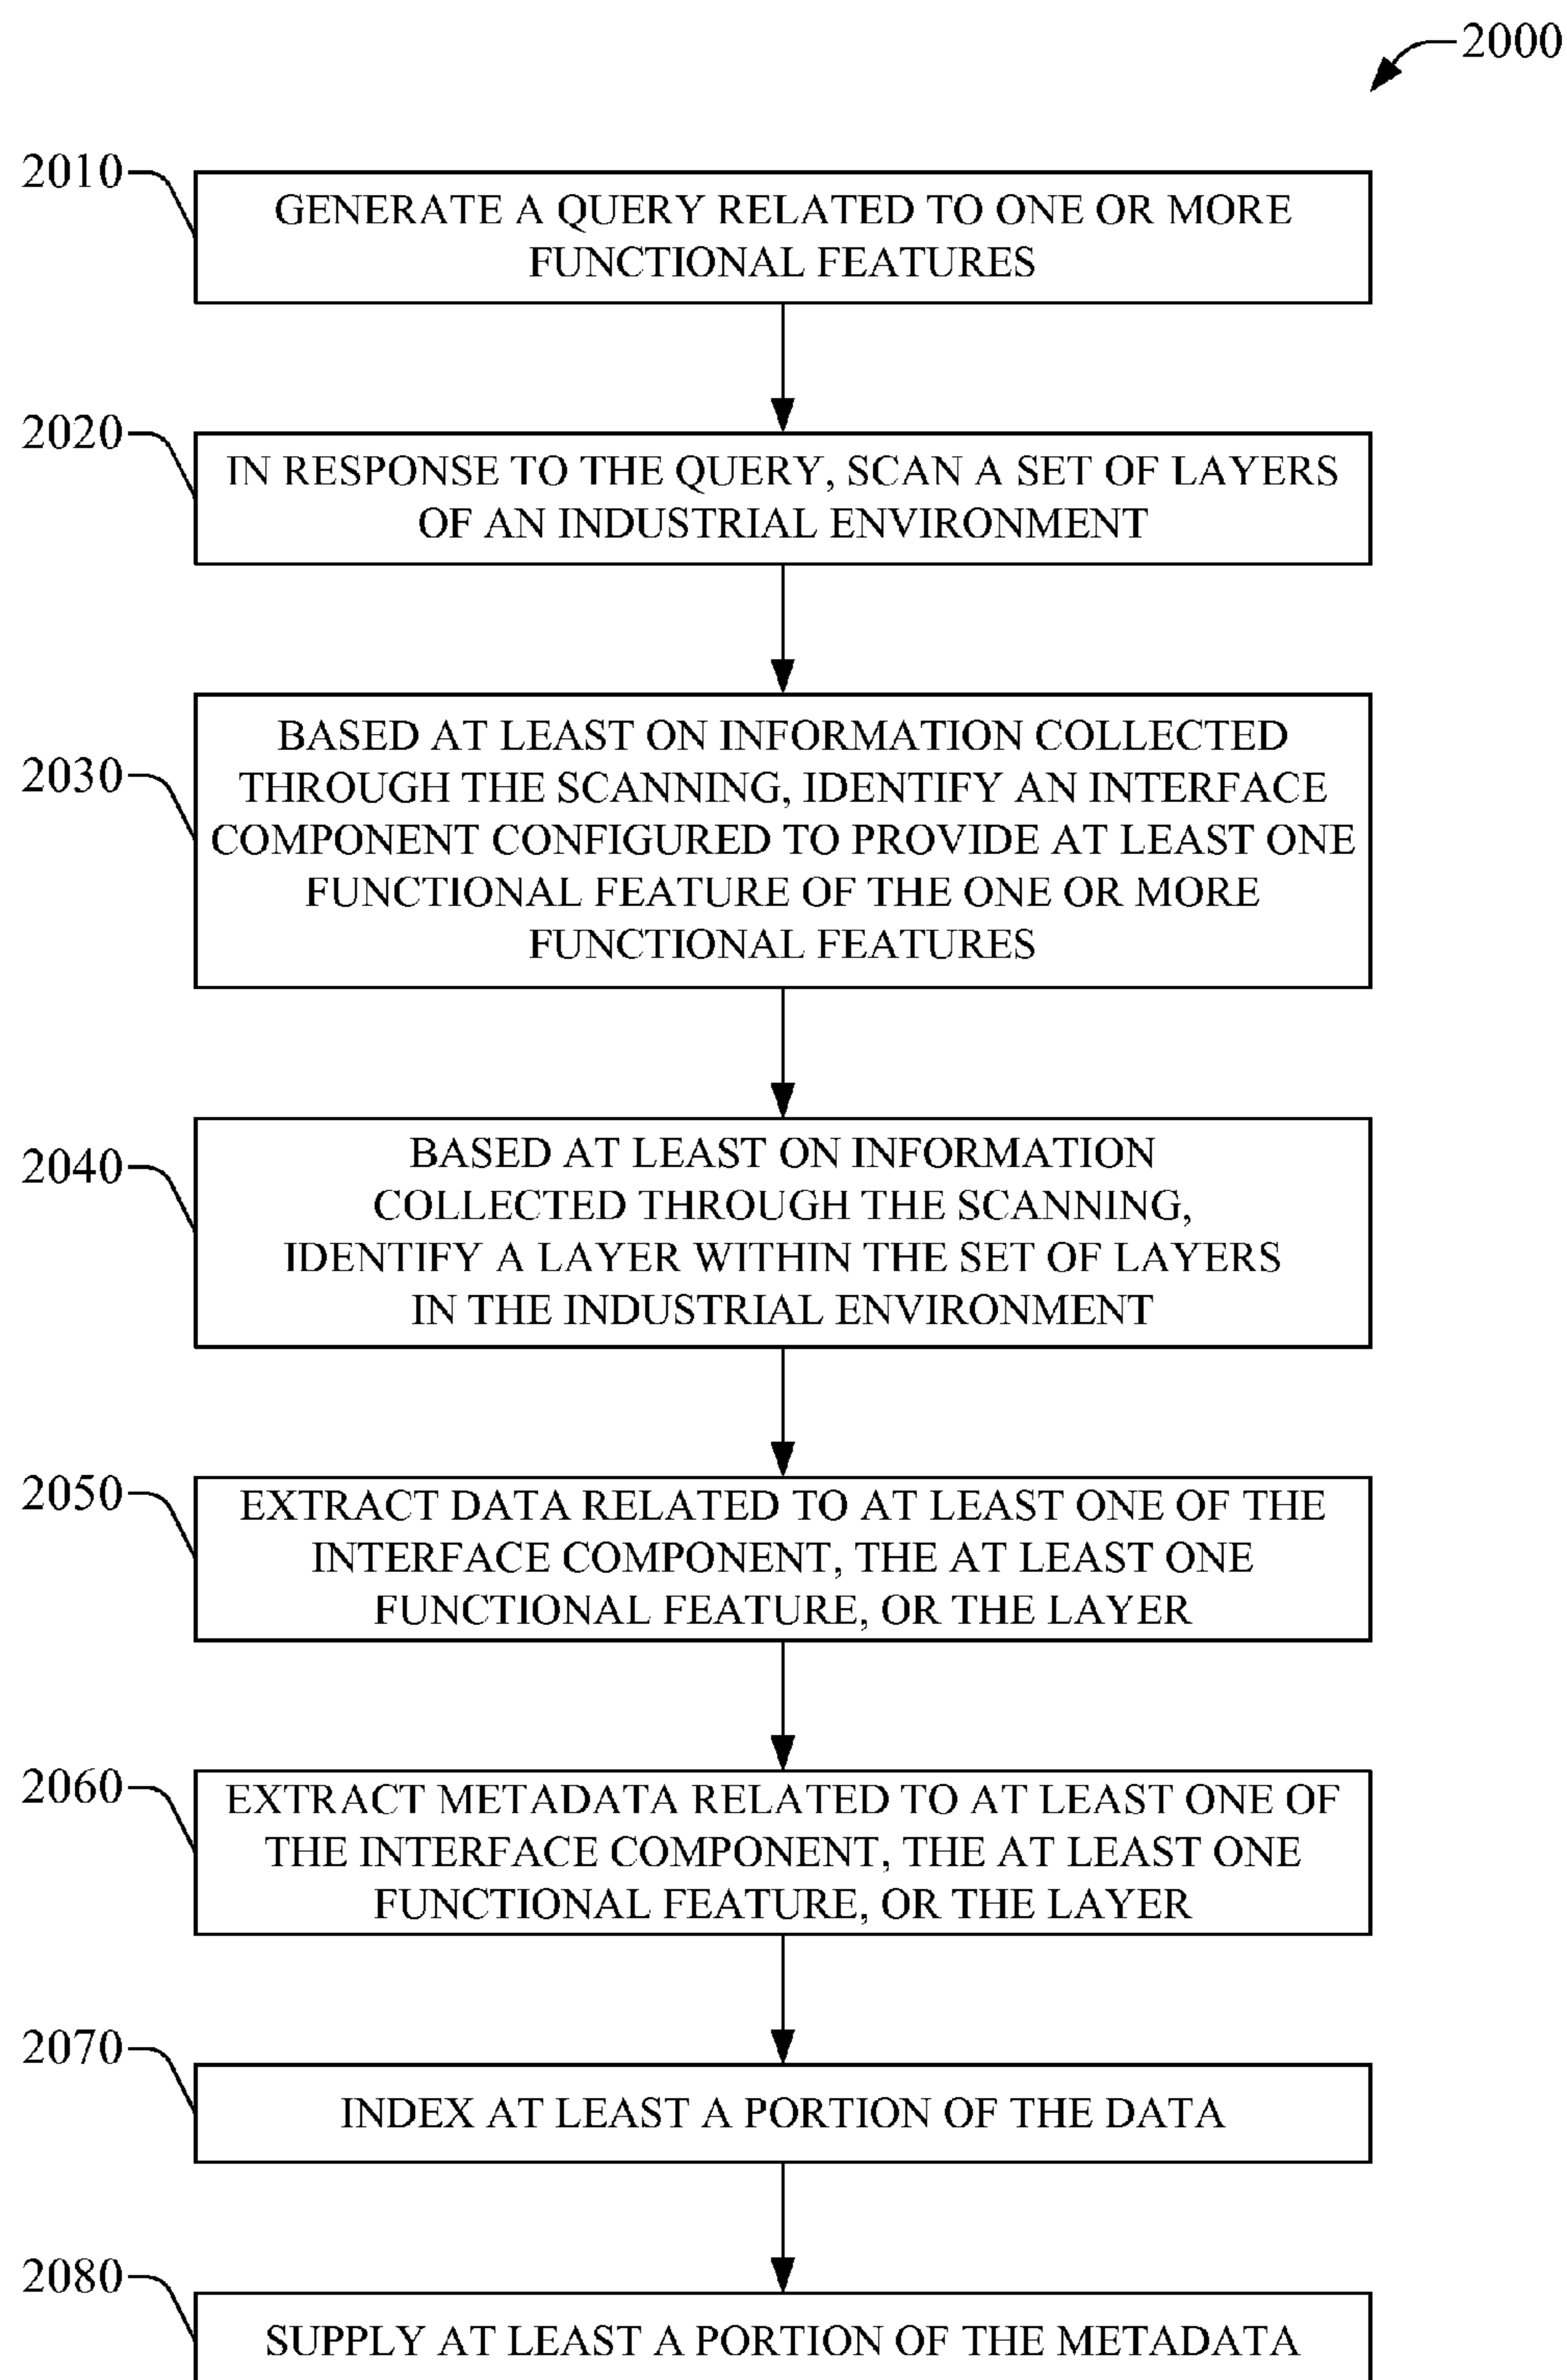 2000
2010
GENERATE A QUERY RELATED TO ONE OR MORE
FUNCTIONAL FEATURES
2020
IN RESPONSE TO THE QUERY, SCAN A SET OF LAYERS
OF AN INDUSTRIAL ENVIRONMENT
2030
BASED AT LEAST ON INFORMATION COLLECTED
THROUGH THE SCANNING, IDENTIFY AN INTERFACE
COMPONENT CONFIGURED TO PROVIDE AT LEAST ONE
FUNCTIONAL FEATURE OF THE ONE OR MORE
FUNCTIONAL FEATURES
2040
BASED AT LEAST ON INFORMATION
COLLECTED THROUGH THE SCANNING,
IDENTIFY A LAYER WITHIN THE SET OF LAYERS
IN THE INDUSTRIAL ENVIRONMENT
2050
EXTRACT DATA RELATED TO AT LEAST ONE OF THE
INTERFACE COMPONENT, THE AT LEAST ONE
FUNCTIONAL FEATURE, OR THE LAYER
2060
EXTRACT METADATA RELATED TO AT LEAST ONE OF
THE INTERFACE COMPONENT, THE AT LEAST ONE
FUNCTIONAL FEATURE, OR THE LAYER
2070
INDEX AT LEAST A PORTION OF THE DATA
2080
SUPPLY AT LEAST A PORTION OF THE METADATA